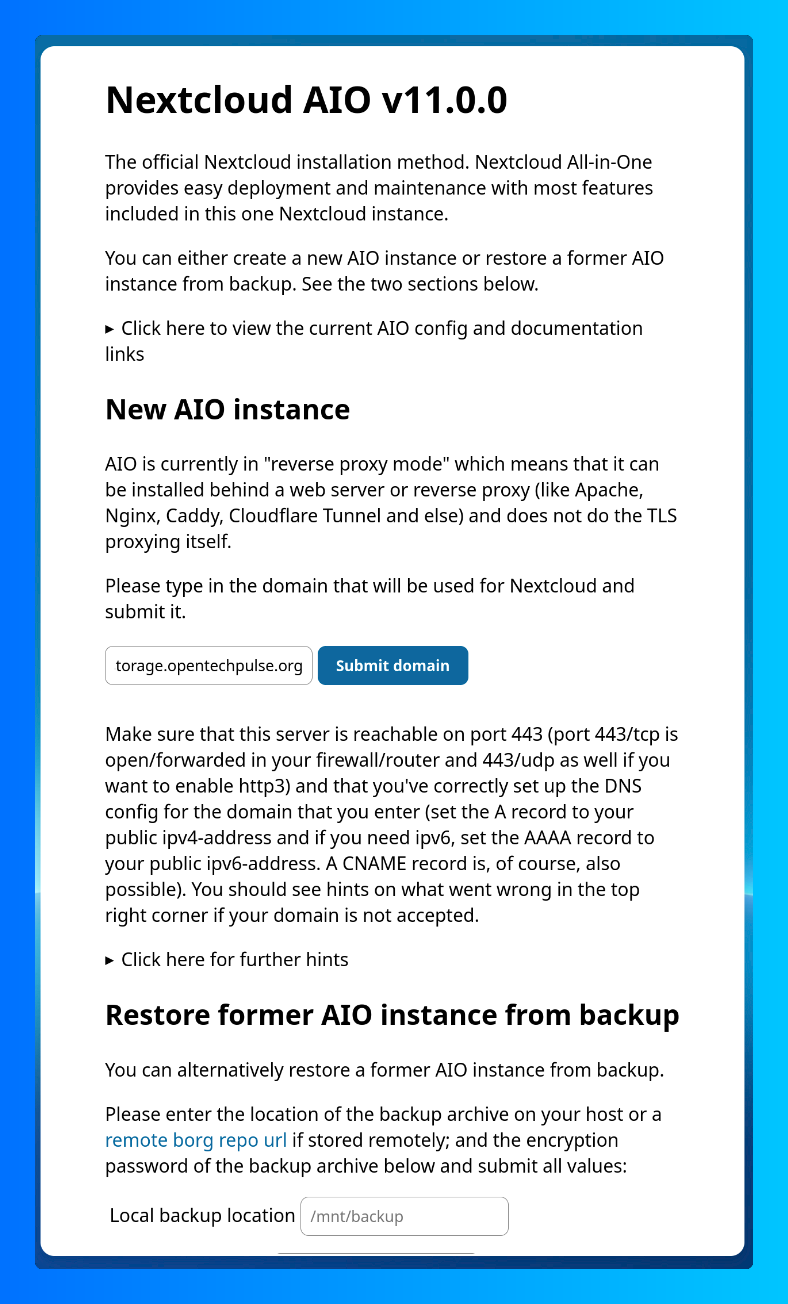 Nextcloud AIO v11.0.0
The official Nextcloud installation method. Nextcloud All-in-One
provides easy deployment and maintenance with most features
included in this one Nextcloud instance.
You can either create a new AIO instance or restore a former AIO
instance from backup. See the two sections below.
▸ Click here to view the current AIO config and documentation
links
New AIO instance
AIO is currently in "reverse proxy mode" which means that it can
be installed behind a web server or reverse proxy (like Apache,
Nginx, Caddy, Cloudflare Tunnel and else) and does not do the TLS
proxying itself.
Please type in the domain that will be used for Nextcloud and
submit it.
torage.opentechpulse.org Submit domain
Make sure that this server is reachable on port 443 (port 443/tcp is
open/forwarded in your firewall/router and 443/udp as well if you
want to enable http3) and that you've correctly set up the DNS
config for the domain that you enter (set the A record to your
public ipv4-address and if you need ipv6, set the AAAA record to
your public ipv6-address. A CNAME record is, of course, also
possible). You should see hints on what went wrong in the top
right corner if your domain is not accepted.
▸ Click here for further hints
Restore former AIO instance from backup
You can alternatively restore a former AIO instance from backup.
Please enter the location of the backup archive on your host or a
remote borg repo url if stored remotely; and the encryption
password of the backup archive below and submit all values:
Local backup location /mnt/backup